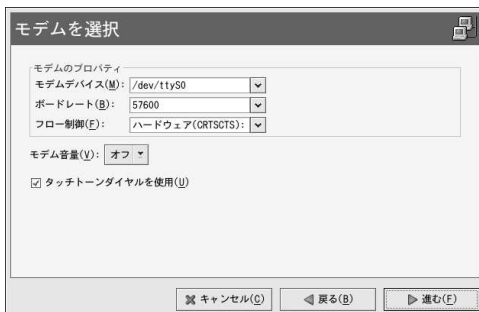 モデムを選択
モデムのプロパティ
モデムデバイス(M): /dev/ttyS0
ボードレート(B): 57600
フロー制御(F): ハードウェア(CRTSCTS):
モデム音量(V): オフ
タッチトーンダイヤルを使用(U)
キャンセル(C) 戻る(B) 進む(F)